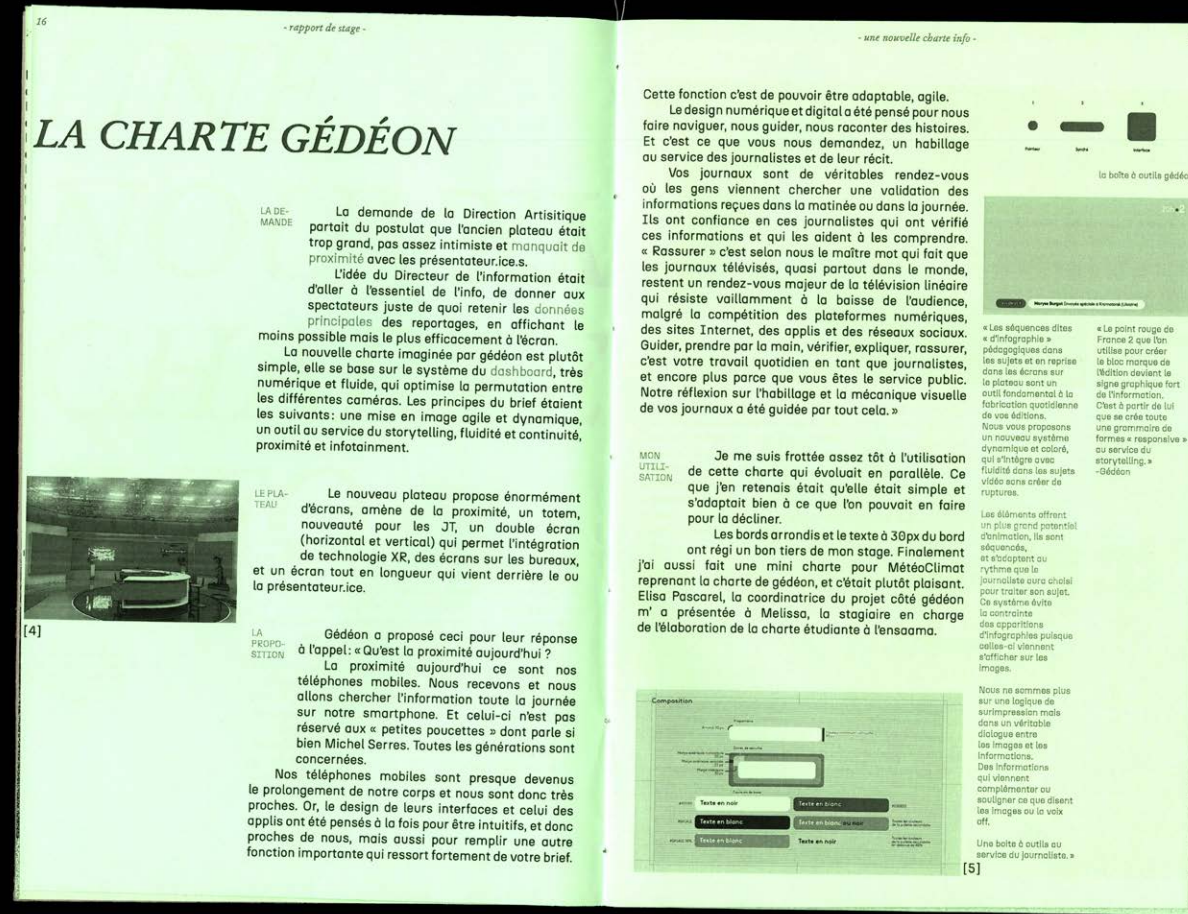 16
- rapport de stage -
LA CHARTE GÉDÉON
LA DE-
MANDE
La demande de la Direction Artisitique
partait du postulat que l'ancien plateau était
trop grand, pas assez intimiste et manquait de
proximité avec les présentateur.ice.s.
L'idée du Directeur de l'information était
d'aller à l'essentiel de l'info, de donner aux
spectateurs juste de quoi retenir les données
principales des reportages, en affichant le
moins possible mais le plus efficacement à l'écran.
La nouvelle charte imaginée par gédéon est plutôt
simple, elle se base sur le système du dashboard, très
numérique et fluide, qui optimise la permutation entre
les différentes caméras. Les principes du brief étaient
les suivants: une mise en image agile et dynamique,
un outil au service du storytelling, fluidité et continuité,
proximité et infotainment.
[4]
LE PLA-
TEAU
Le nouveau plateau propose énormément
d'écrans, amène de la proximité, un totem,
nouveauté pour les JT, un double écran
(horizontal et vertical) qui permet l'intégration
de technologie XR, des écrans sur les bureaux,
et un écran tout en longueur qui vient derrière le ou
la présentateur.ice.
LA
PROPO-
SITION
Gédéon a proposé ceci pour leur réponse
à l'appel: « Qu'est la proximité aujourd'hui ?
La proximité aujourd'hui ce sont nos
téléphones mobiles. Nous recevons et nous
allons chercher l'information toute la journée
sur notre smartphone. Et celui-ci n'est pas
réservé aux « petites poucettes » dont parle si
bien Michel Serres. Toutes les générations sont
concernées.
Nos téléphones mobiles sont presque devenus
le prolongement de notre corps et nous sont donc très
proches. Or, le design de leurs interfaces et celui des
applis ont été pensés à la fois pour être intuitifs, et donc
proches de nous, mais aussi pour remplir une autre
fonction importante qui ressort fortement de votre brief.
- une nouvelle charte info -
Cette fonction c'est de pouvoir être adaptable, agile.
Le design numérique et digital a été pensé pour nous
faire naviguer, nous guider, nous raconter des histoires.
Et c'est ce que vous nous demandez, un habillage
au service des journalistes et de leur récit.
Vos journaux sont de véritables rendez-vous
où les gens viennent chercher une validation des
informations reçues dans la matinée ou dans la journée.
Ils ont confiance en ces journalistes qui ont vérifié
ces informations et qui les aident à les comprendre.
« Rassurer » c'est selon nous le maître mot qui fait que
les journaux télévisés, quasi partout dans le monde,
restent un rendez-vous majeur de la télévision linéaire
qui résiste vaillamment à la baisse de l'audience,
malgré la compétition des plateformes numériques,
des sites Internet, des applis et des réseaux sociaux.
Guider, prendre par la main, vérifier, expliquer, rassurer,
c'est votre travail quotidien en tant que journalistes,
et encore plus parce que vous êtes le service public.
Notre réflexion sur l'habillage et la mécanique visuelle
de vos journaux a été guidée par tout cela. »
MON
UTILI-
SATION
Je me suis frottée assez tôt à l'utilisation
de cette charte qui évoluait en parallèle. Ce
que j'en retenais était qu'elle était simple et
s'adaptait bien à ce que l'on pouvait en faire
pour la décliner.
Les bords arrondis et le texte à 30px du bord
ont régi un bon tiers de mon stage. Finalement
j'ai aussi fait une mini charte pour MétéoClimat
reprenant la charte de gédéon, et c'était plutôt plaisant.
Elisa Pascarel, la coordinatrice du projet côté gédéon
m' a présentée à Melissa, la stagiaire en charge
de l'élaboration de la charte étudiante à l'ensaama.
Composition
Texte en noir
Texte en blanc
Texte en blanc
Texte en blanc ou noir
Texte en blanc
Texte en noir
[5]
la boîte à outils gédéo
Maryse Burgot Envoyée spéciale à Kramatorsk (Ukraine)
« Les séquences dites
« d'infographie »
pédagogiques dans
les sujets et en reprise
dans les écrans sur
le plateau sont un
outil fondamental à la
fabrication quotidienne
de vos éditions.
Nous vous proposons
un nouveau système
dynamique et coloré,
qui s'intègre avec
fluidité dans les sujets
vidéo sans créer de
ruptures.
Les éléments offrent
un plus grand potentiel
d'animation, ils sont
séquencés,
et s'adaptent au
rythme que le
journaliste aura choisi
pour traiter son sujet.
Ce système évite
la contrainte
des apparitions
d'infographies puisque
celles-ci viennent
s'afficher sur les
images.
Nous ne sommes plus
sur une logique de
surimpression mais
dans un véritable
dialogue entre
les images et les
informations.
Des informations
qui viennent
complémenter ou
souligner ce que disent
les images ou la voix
off.
Une boîte à outils au
service du journaliste. »
« Le point rouge de
France 2 que l'on
utilise pour créer
le bloc marque de
l'édition devient le
signe graphique fort
de l'information.
C'est à partir de lui
que se crée toute
une grammaire de
formes « responsive »
au service du
storytelling. »
-Gédéon